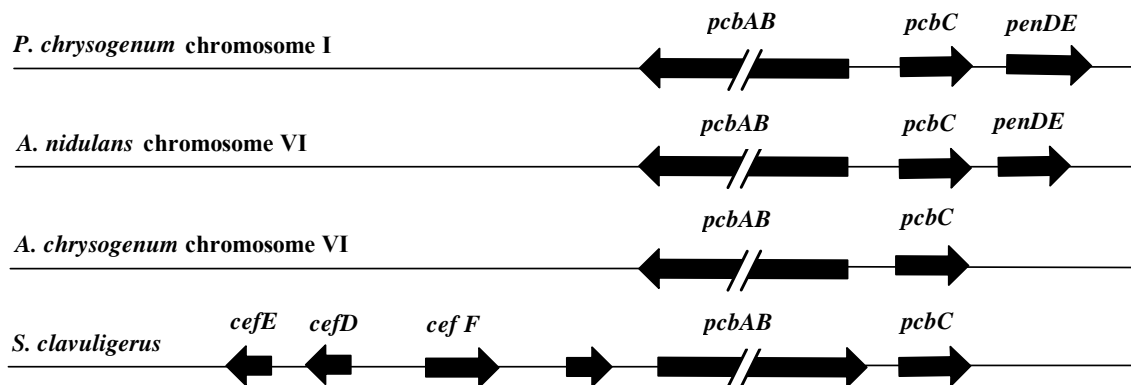 pcbAB pcbC penDE
P. chrysogenum chromosome I
pcbAB pcbC penDE
A. nidulans chromosome VI
pcbAB pcbC
A. chrysogenum chromosome VI
cefE cefD cef F pcbAB pcbC
S. clavuligerus